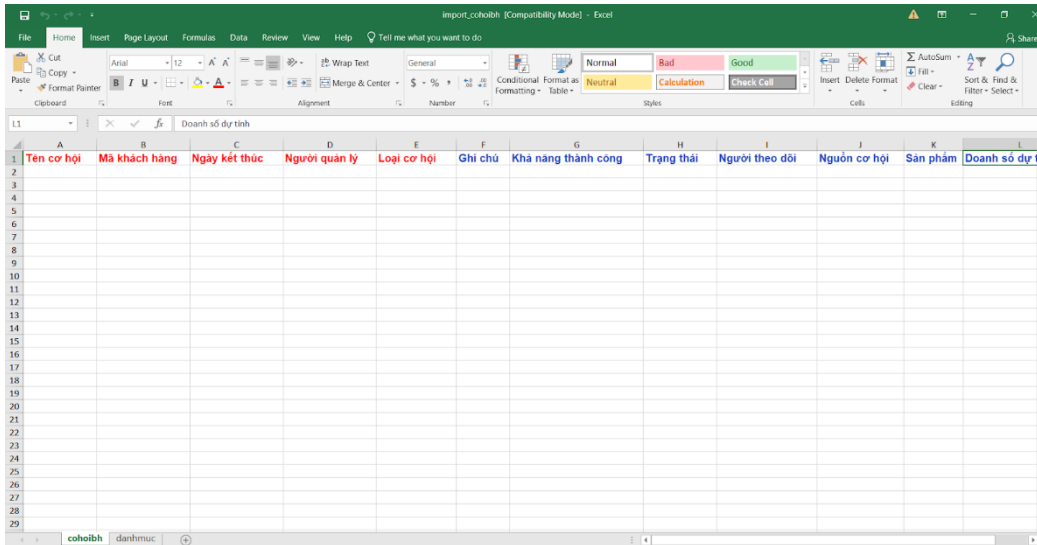 import_cohoibh [Compatibility Mode] - Excel
File Home Insert Page Layout Formulas Data Review View Help Tell me what you want to do Share
Paste
Cut
Copy
Format Painter
Clipboard
Arial 12
B I U
Font
Wrap Text
Merge & Center
Alignment
General
$ % ,
Number
Conditional Formatting
Format as Table
Normal Bad Good
Neutral Calculation Check Cell
Styles
Insert Delete Format
Cells
AutoSum
Fill
Clear
Sort & Filter
Find & Select
Editing
L1 fx Doanh số dự tính
A B C D E F G H I J K L
1 Tên cơ hội Mã khách hàng Ngày kết thúc Người quản lý Loại cơ hội Ghi chú Khả năng thành công Trạng thái Người theo dõi Nguồn cơ hội Sản phẩm Doanh số dự t
2
3
4
5
6
7
8
9
10
11
12
13
14
15
16
17
18
19
20
21
22
23
24
25
26
27
28
29
cohoibh danhmuc